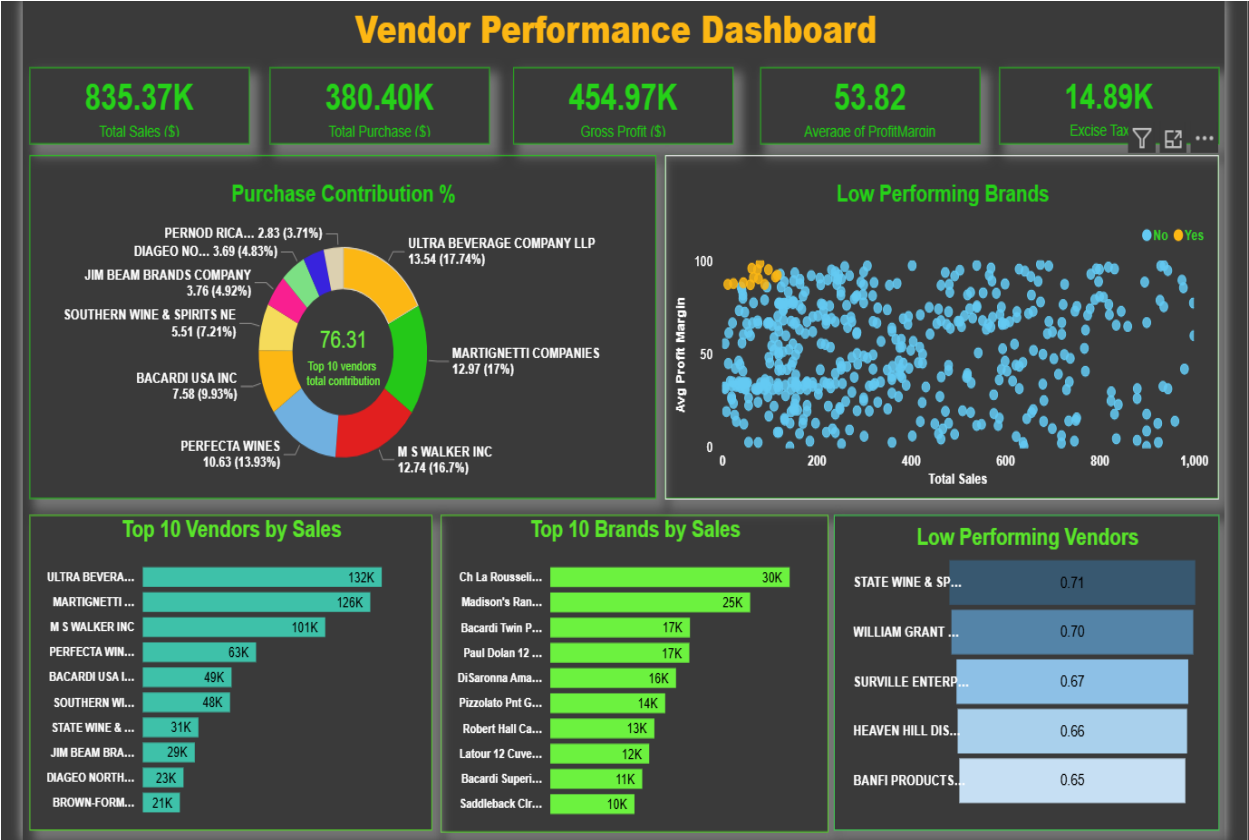 Vendor Performance Dashboard
835.37K
Total Sales ($)
380.40K
Total Purchase ($)
454.97K
Gross Profit ($)
53.82
Average of ProfitMargin
14.89K
Excise Tax
Purchase Contribution %
PERNOD RICA... 2.83 (3.71%)
DIAGEO NO... 3.69 (4.83%)
JIM BEAM BRANDS COMPANY
3.76 (4.92%)
SOUTHERN WINE & SPIRITS NE
5.51 (7.21%)
BACARDI USA INC
7.58 (9.93%)
PERFECTA WINES
10.63 (13.93%)
ULTRA BEVERAGE COMPANY LLP
13.54 (17.74%)
MARTIGNETTI COMPANIES
12.97 (17%)
M S WALKER INC
12.74 (16.7%)
76.31
Top 10 vendors
total contribution
Low Performing Brands
No Yes
Avg Profit Margin
100
50
0
0 200 400 600 800 1,000
Total Sales
Top 10 Vendors by Sales
ULTRA BEVERA... 132K
MARTIGNETTI ... 126K
M S WALKER INC 101K
PERFECTA WIN... 63K
BACARDI USA I... 49K
SOUTHERN WI... 48K
STATE WINE & ... 31K
JIM BEAM BRA... 29K
DIAGEO NORTH... 23K
BROWN-FORM... 21K
Top 10 Brands by Sales
Ch La Rousseli... 30K
Madison's Ran... 25K
Bacardi Twin P... 17K
Paul Dolan 12 ... 17K
DiSaronna Ama... 16K
Pizzolato Pnt G... 14K
Robert Hall Ca... 13K
Latour 12 Cuve... 12K
Bacardi Superi... 11K
Saddleback Clr... 10K
Low Performing Vendors
STATE WINE & SP... 0.71
WILLIAM GRANT ... 0.70
SURVILLE ENTERP... 0.67
HEAVEN HILL DIS... 0.66
BANFI PRODUCTS... 0.65